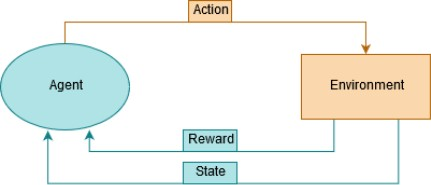 Action
Agent
Environment
Reward
State